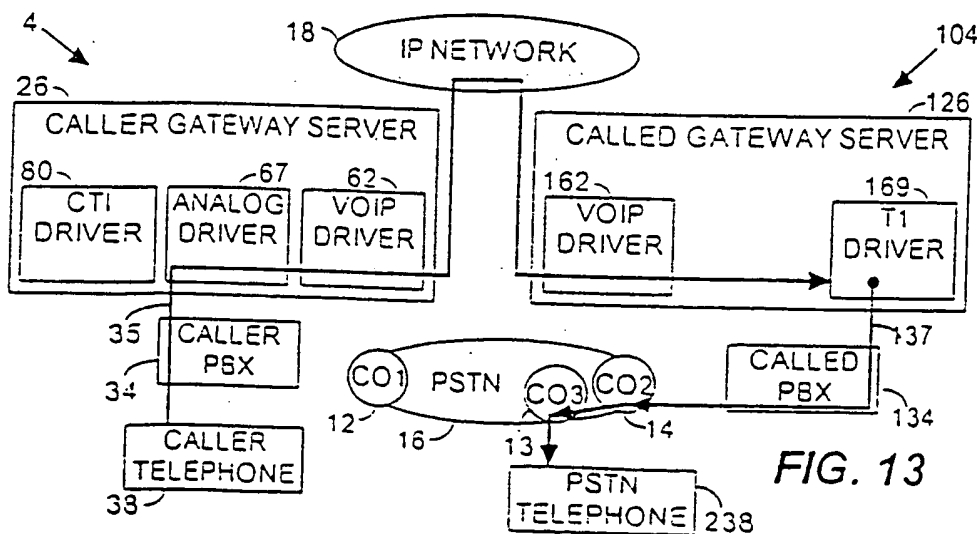 4
18
IP NETWORK
104
26
126
CALLER GATEWAY SERVER
CALLED GATEWAY SERVER
80
67
62
162
169
CTI
DRIVER
ANALOG
DRIVER
VOIP
DRIVER
VOIP
DRIVER
T1
DRIVER
35
137
CALLER
PBX
34
CO1
PSTN
CO3
CO2
CALLED
PBX
134
12
16
13
14
CALLER
TELEPHONE
38
PSTN
TELEPHONE
238
FIG. 13